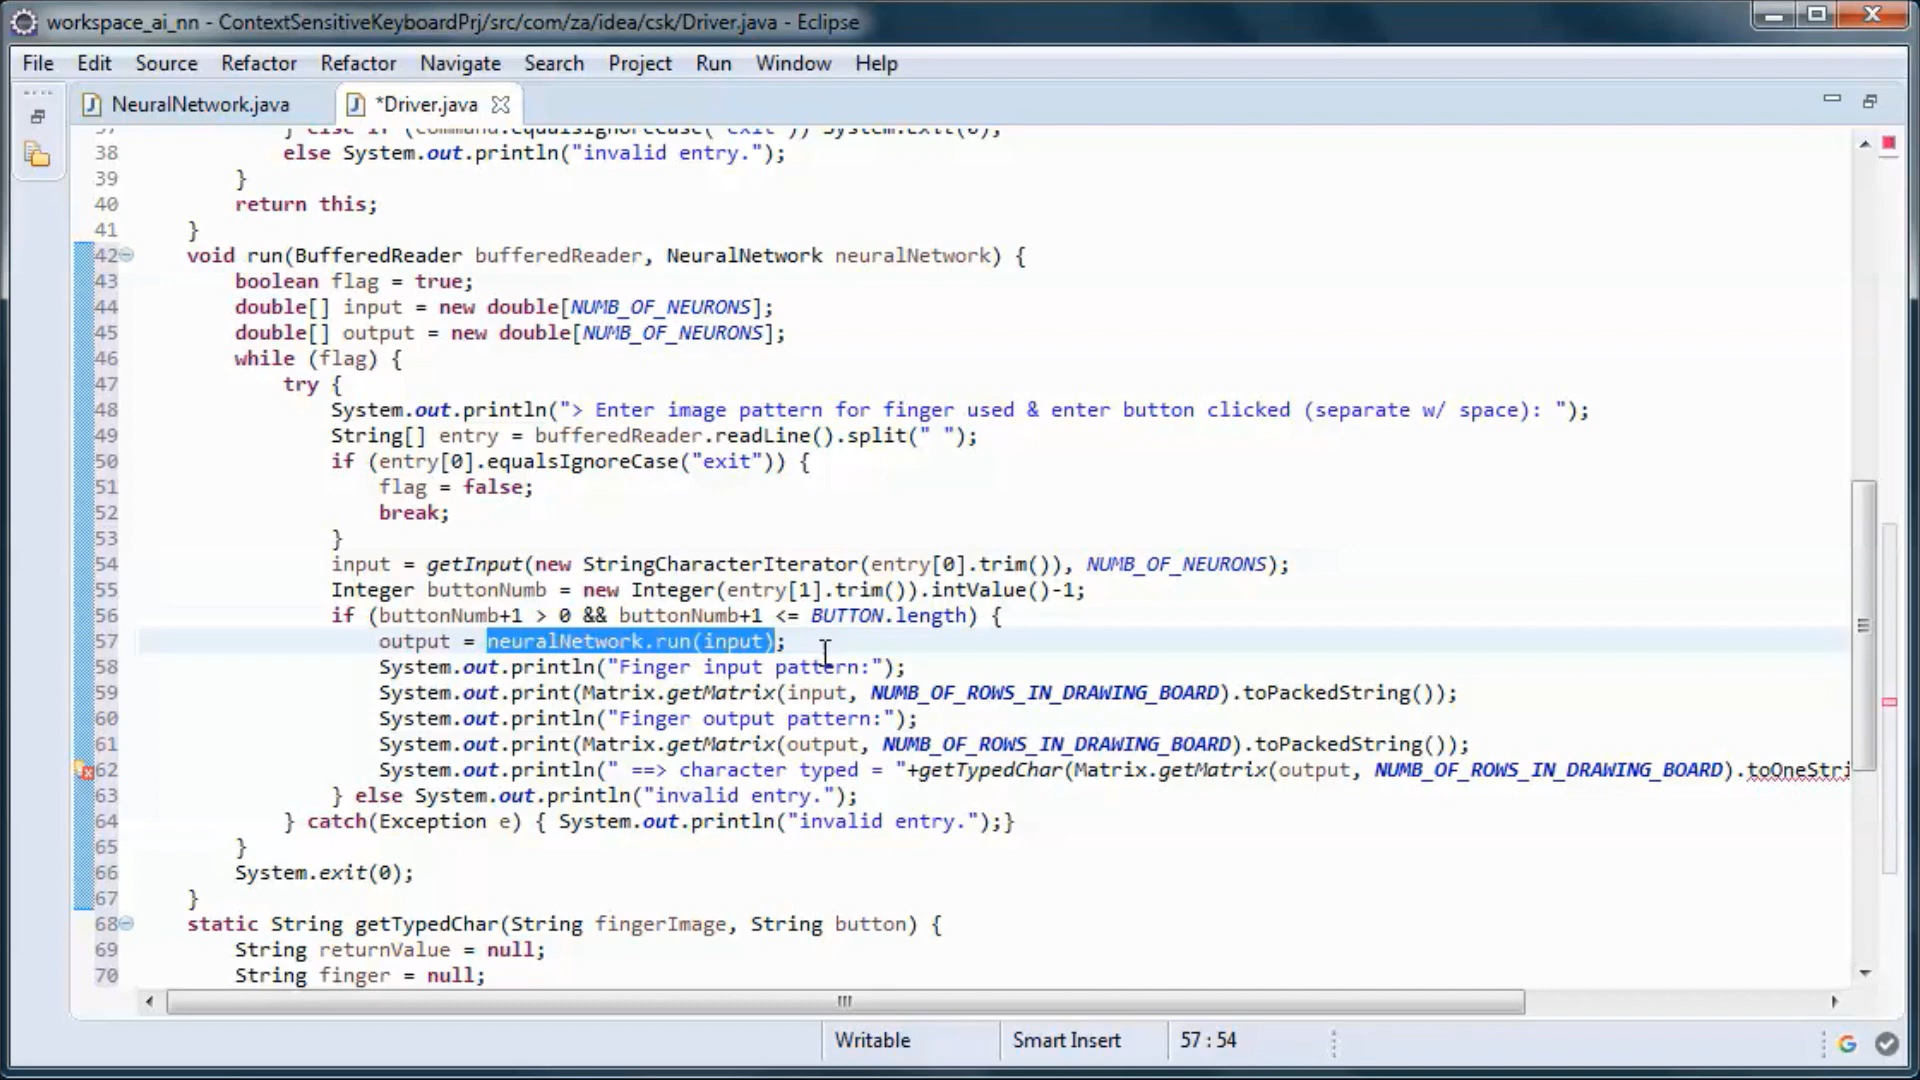 workspace_ai_nn - ContextSensitiveKeyboardPrj/src/com/za/idea/csk/Driver.java - Eclipse
File Edit Source Refactor Refactor Navigate Search Project Run Window Help
NeuralNetwork.java *Driver.java
37 } else if (command.equalsIgnoreCase("exit")) System.exit(0);
38 else System.out.println("invalid entry.");
39 }
40 return this;
41 }
42 void run(BufferedReader bufferedReader, NeuralNetwork neuralNetwork) {
43 boolean flag = true;
44 double[] input = new double[NUMB_OF_NEURONS];
45 double[] output = new double[NUMB_OF_NEURONS];
46 while (flag) {
47 try {
48 System.out.println("> Enter image pattern for finger used & enter button clicked (separate w/ space): ");
49 String[] entry = bufferedReader.readLine().split(" ");
50 if (entry[0].equalsIgnoreCase("exit")) {
51 flag = false;
52 break;
53 }
54 input = getInput(new StringCharacterIterator(entry[0].trim()), NUMB_OF_NEURONS);
55 Integer buttonNumb = new Integer(entry[1].trim()).intValue()-1;
56 if (buttonNumb+1 > 0 && buttonNumb+1 <= BUTTON.length) {
57 output = neuralNetwork.run(input);
58 System.out.println("Finger input pattern:");
59 System.out.print(Matrix.getMatrix(input, NUMB_OF_ROWS_IN_DRAWING_BOARD).toPackedString());
60 System.out.println("Finger output pattern:");
61 System.out.print(Matrix.getMatrix(output, NUMB_OF_ROWS_IN_DRAWING_BOARD).toPackedString());
62 System.out.println(" ==> character typed = "+getTypedChar(Matrix.getMatrix(output, NUMB_OF_ROWS_IN_DRAWING_BOARD).toOneStri
63 } else System.out.println("invalid entry.");
64 } catch(Exception e) { System.out.println("invalid entry.");}
65 }
66 System.exit(0);
67 }
68 static String getTypedChar(String fingerImage, String button) {
69 String returnValue = null;
70 String finger = null;
Writable Smart Insert 57 : 54